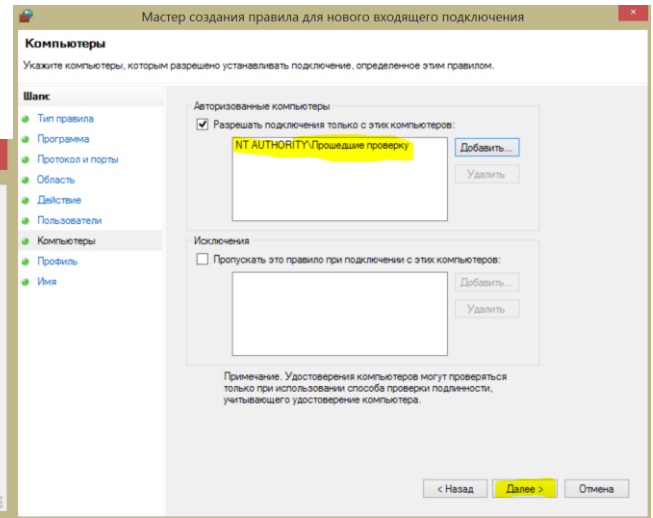 Мастер создания правила для нового входящего подключения
Компьютеры
Укажите компьютеры, которым разрешено устанавливать подключение, определенное этим правилом.
Шаги:
Тип правила
Программа
Протокол и порты
Область
Действие
Пользователи
Компьютеры
Профиль
Имя
Авторизованные компьютеры
Разрешать подключения только с этих компьютеров:
NT AUTHORITY\Прошедшие проверку
Добавить...
Удалить
Исключения
Пропускать это правило при подключении с этих компьютеров:
Добавить...
Удалить
Примечание. Удостоверения компьютеров могут проверяться
только при использовании способа проверки подлинности,
учитывающего удостоверение компьютера.
< Назад
Далее >
Отмена